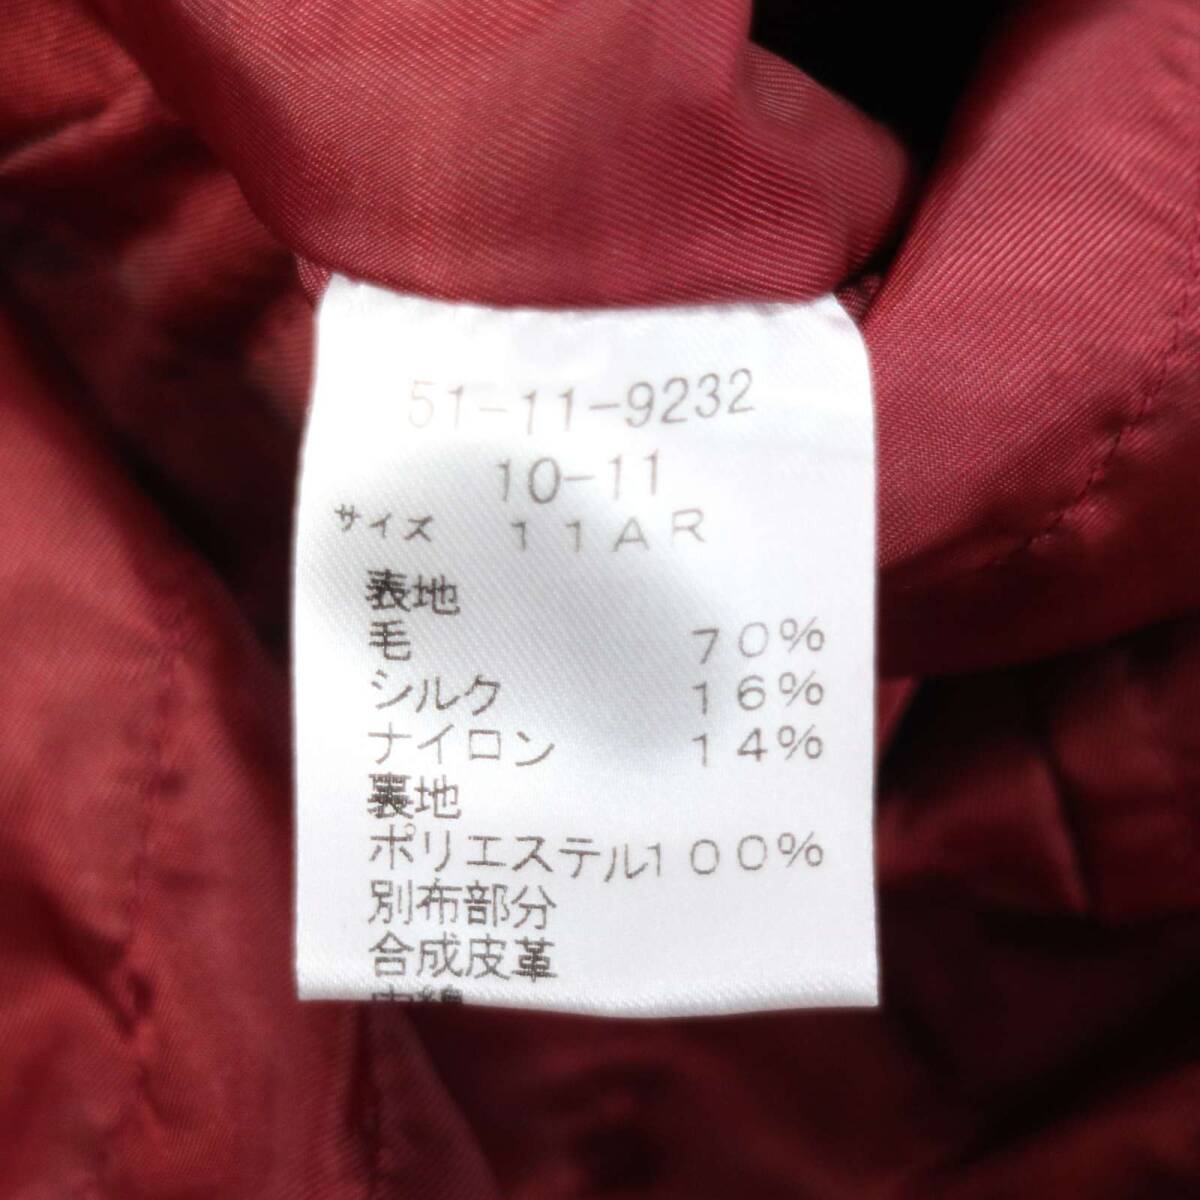 51-11-9232
10-11
サイズ 11AR
表地
毛 70%
シルク 16%
ナイロン 14%
裏地
ポリエステル100%
別布部分
合成皮革